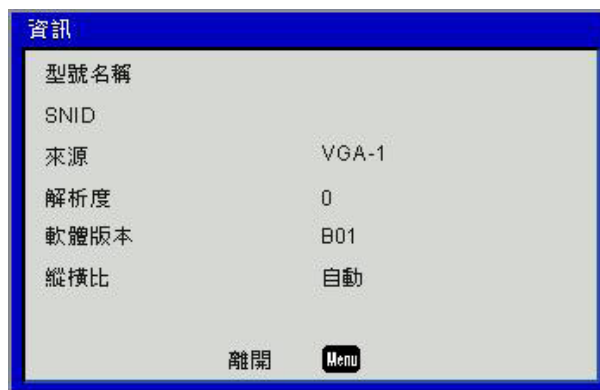 資訊
型號名稱
SNID
來源 VGA-1
解析度 0
軟體版本 B01
縱橫比 自動
離開 Menu